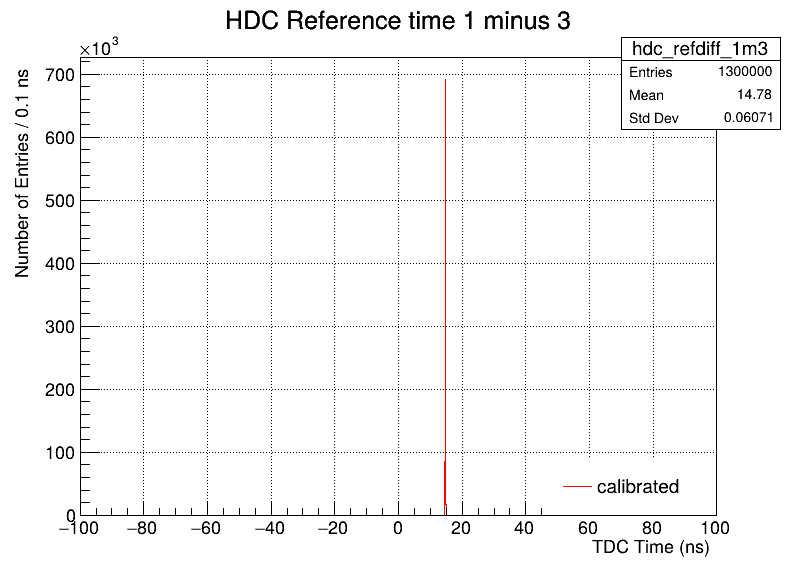 HDC Reference time 1 minus 3
×10³
hdc_refdiff_1m3
Entries 1300000
Mean 14.78
Std Dev 0.06071
Number of Entries / 0.1 ns
700
600
500
400
300
200
100
0
calibrated
−100 −80 −60 −40 −20 0 20 40 60 80 100
TDC Time (ns)